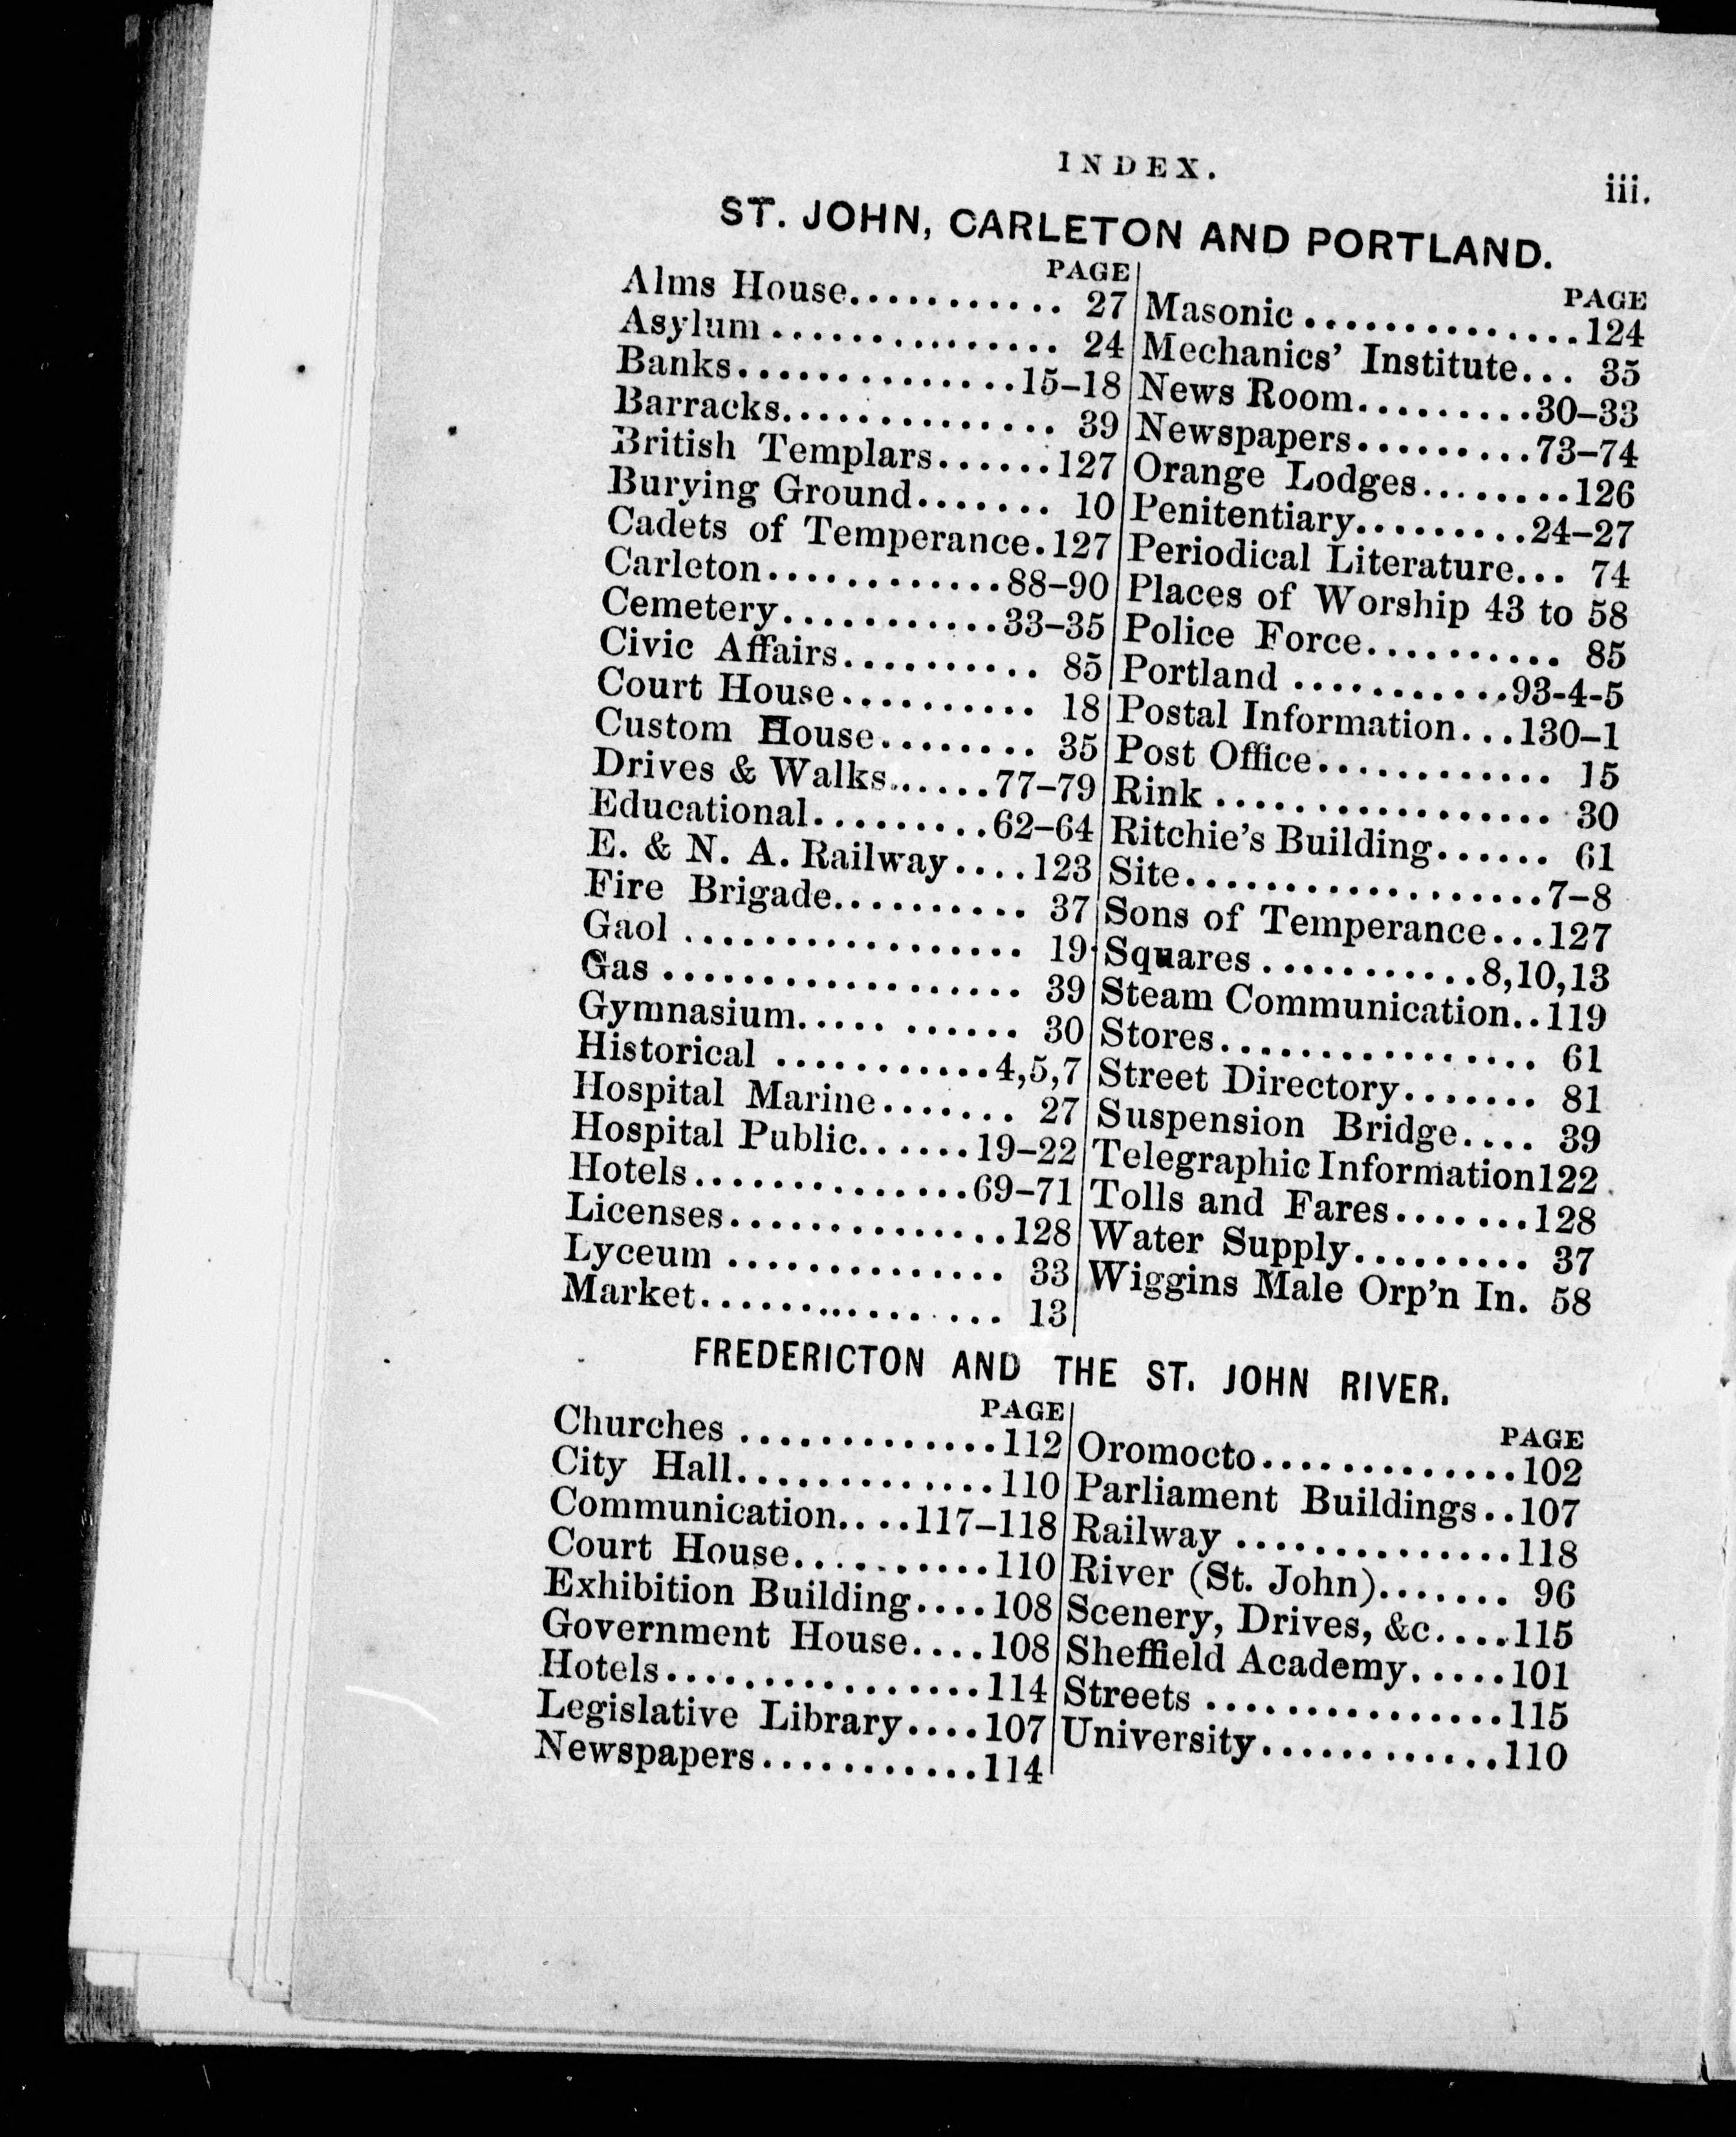 INDEX.
iii.
ST. JOHN, CARLETON AND PORTLAND.
PAGE
Alms House........... 27
Asylum............... 24
Banks..............15–18
Barracks.............. 39
British Templars......127
Burying Ground....... 10
Cadets of Temperance.127
Carleton............88–90
Cemetery...........33–35
Civic Affairs.......... 85
Court House.......... 18
Custom House........ 35
Drives & Walks......77–79
Educational.........62–64
E. & N. A. Railway....123
Fire Brigade.......... 37
Gaol ................. 19
Gas .................. 39
Gymnasium..... ...... 30
Historical ...........4,5,7
Hospital Marine....... 27
Hospital Public......19–22
Hotels..............69–71
Licenses..............128
Lyceum .............. 33
Market............... 13
PAGE
Masonic ..............124
Mechanics' Institute... 35
News Room.........30–33
Newspapers.........73–74
Orange Lodges........126
Penitentiary.........24–27
Periodical Literature... 74
Places of Worship 43 to 58
Police Force.......... 85
Portland ...........93-4-5
Postal Information...130–1
Post Office............ 15
Rink ................. 30
Ritchie's Building...... 61
Site..................7–8
Sons of Temperance...127
Squares ...........8,10,13
Steam Communication..119
Stores................ 61
Street Directory....... 81
Suspension Bridge.... 39
Telegraphic Information122
Tolls and Fares.......128
Water Supply......... 37
Wiggins Male Orp'n In. 58
FREDERICTON AND THE ST. JOHN RIVER.
PAGE
Churches .............112
City Hall.............110
Communication....117–118
Court House..........110
Exhibition Building....108
Government House....108
Hotels................114
Legislative Library....107
Newspapers...........114
PAGE
Oromocto.............102
Parliament Buildings..107
Railway ..............118
River (St. John)....... 96
Scenery, Drives, &c....115
Sheffield Academy.....101
Streets ...............115
University............110